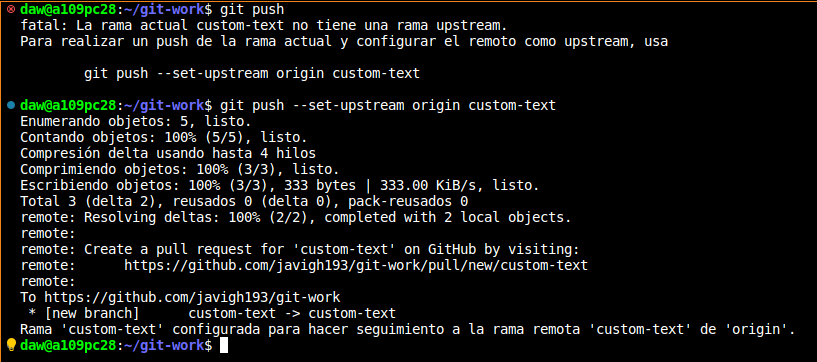 daw@a109pc28:~/git-work$ git push
fatal: La rama actual custom-text no tiene una rama upstream.
Para realizar un push de la rama actual y configurar el remoto como upstream, usa
git push --set-upstream origin custom-text
daw@a109pc28:~/git-work$ git push --set-upstream origin custom-text
Enumerando objetos: 5, listo.
Contando objetos: 100% (5/5), listo.
Compresión delta usando hasta 4 hilos
Comprimiendo objetos: 100% (3/3), listo.
Escribiendo objetos: 100% (3/3), 333 bytes | 333.00 KiB/s, listo.
Total 3 (delta 2), reusados 0 (delta 0), pack-reusados 0
remote: Resolving deltas: 100% (2/2), completed with 2 local objects.
remote:
remote: Create a pull request for 'custom-text' on GitHub by visiting:
remote:      https://github.com/javigh193/git-work/pull/new/custom-text
remote:
To https://github.com/javigh193/git-work
 * [new branch]      custom-text -> custom-text
Rama 'custom-text' configurada para hacer seguimiento a la rama remota 'custom-text' de 'origin'.
daw@a109pc28:~/git-work$